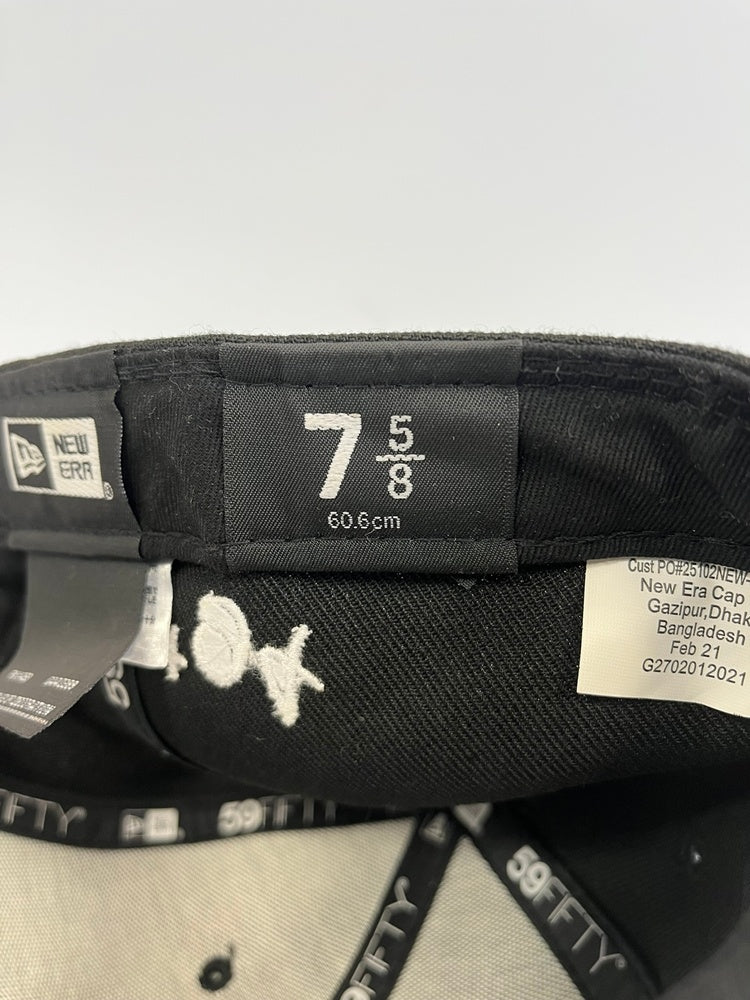 NEW
ERA®
7 5/8
60.6cm
Cust PO#25102NEW-
New Era Cap
Gazipur,Dhak
Bangladesh
Feb 21
G2702012021
FTY
59FIFTY
59FIFTY
59FIFTY